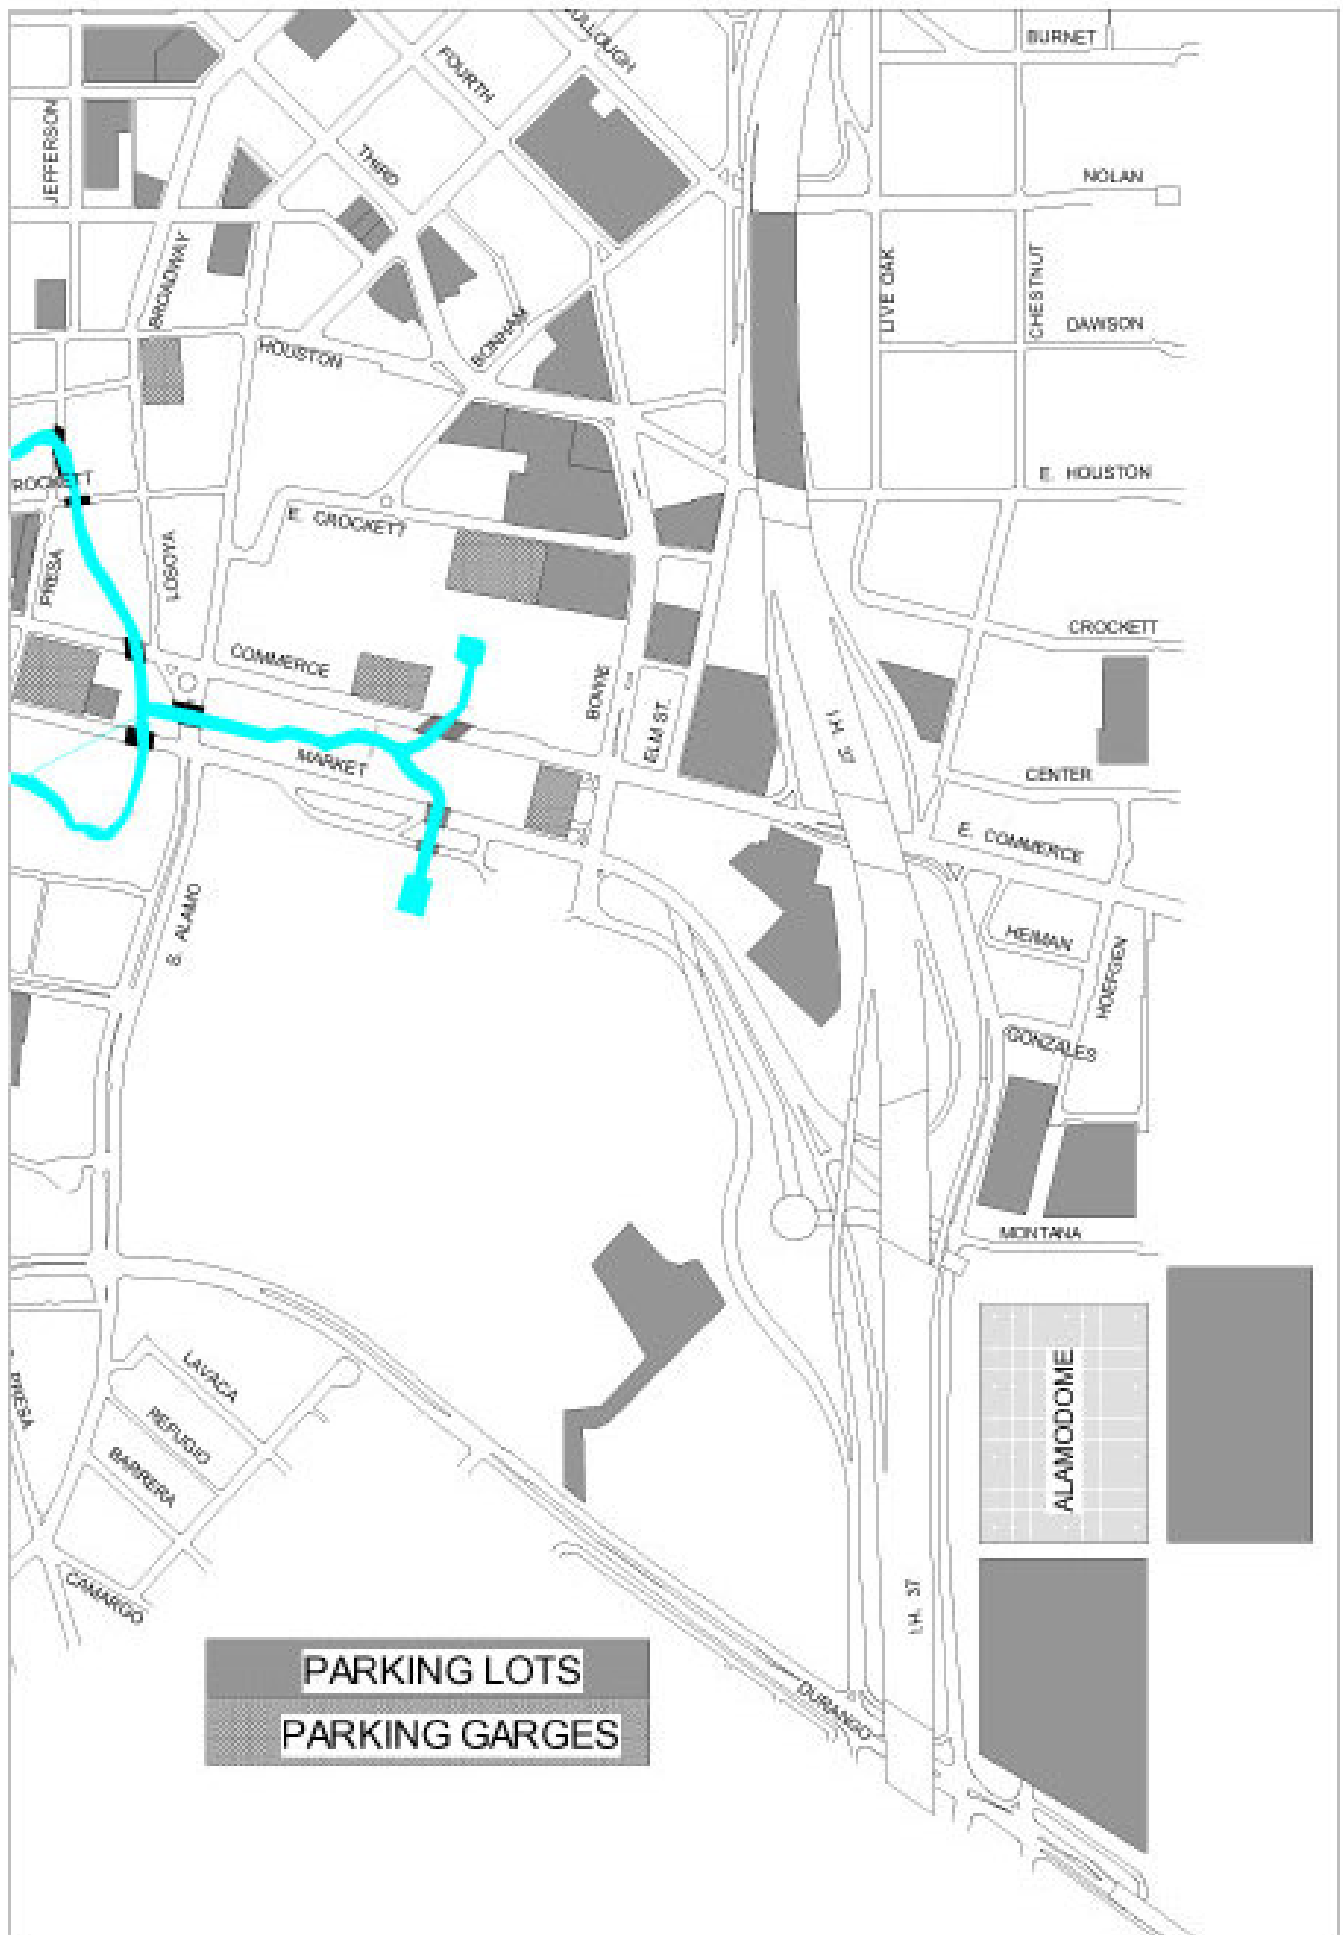 BURNET
FOURTH
JEFFERSON
THIRD
NOLAN
BROADWAY
LIVE OAK
CHESTNUT
DAWSON
HOUSTON
BONHAM
ROCKETT
E. HOUSTON
E. CROCKETT
PRESA
LOSOYA
CROCKETT
COMMERCE
BOWIE
ELM ST.
I.H. 37
MARKET
CENTER
E. COMMERCE
S. ALAMO
HEIMAN
HOEFGEN
GONZALES
MONTANA
LAVACA
ALAMODOME
PRESA
REFUGIO
BARRERA
CAMARGO
I.H. 37
PARKING LOTS
DURANGO
PARKING GARGES